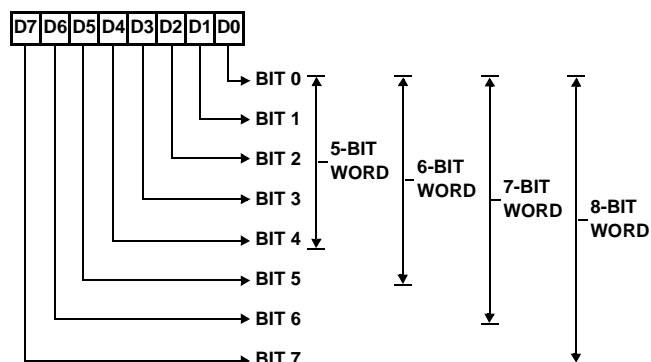 D7 D6 D5 D4 D3 D2 D1 D0
BIT 0
BIT 1
BIT 2
BIT 3
BIT 4
BIT 5
BIT 6
BIT 7
5-BIT
WORD
6-BIT
WORD
7-BIT
WORD
8-BIT
WORD